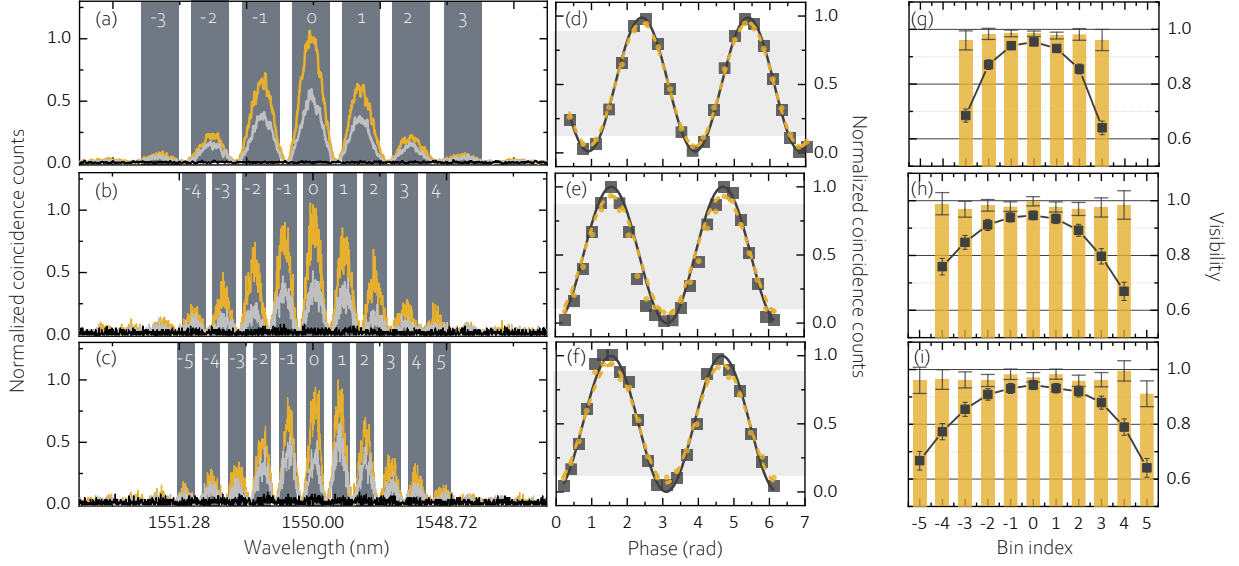 (a)
-3 -2 -1 0 1 2 3
1.0
0.5
0.0
(b)
-4 -3 -2 -1 0 1 2 3 4
1.0
0.5
0.0
(c)
-5 -4 -3 -2 -1 0 1 2 3 4 5
1.0
0.5
0.0
Normalized coincidence counts
1551.28 1550.00 1548.72
Wavelength (nm)
(d)
1.0
0.5
0.0
(e)
1.0
0.5
0.0
(f)
1.0
0.5
0.0
Normalized coincidence counts
0 1 2 3 4 5 6 7
Phase (rad)
(g)
1.0
0.8
0.6
(h)
1.0
0.8
0.6
(i)
1.0
0.8
0.6
Visibility
-5 -4 -3 -2 -1 0 1 2 3 4 5
Bin index